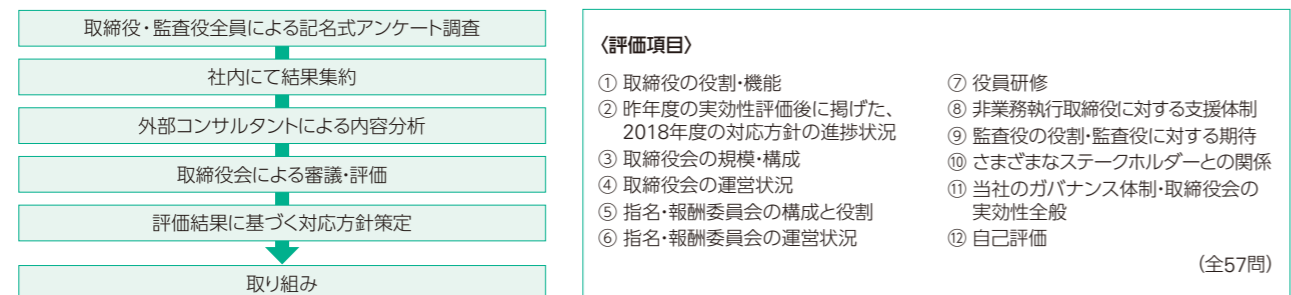 取締役・監査役全員による記名式アンケート調査
社内にて結果集約
外部コンサルタントによる内容分析
取締役会による審議・評価
評価結果に基づく対応方針策定
取り組み
〈評価項目〉
① 取締役の役割・機能
② 昨年度の実効性評価後に掲げた、
2018年度の対応方針の進捗状況
③ 取締役会の規模・構成
④ 取締役会の運営状況
⑤ 指名・報酬委員会の構成と役割
⑥ 指名・報酬委員会の運営状況
⑦ 役員研修
⑧ 非業務執行取締役に対する支援体制
⑨ 監査役の役割・監査役に対する期待
⑩ さまざまなステークホルダーとの関係
⑪ 当社のガバナンス体制・取締役会の
実効性全般
⑫ 自己評価
（全57問）